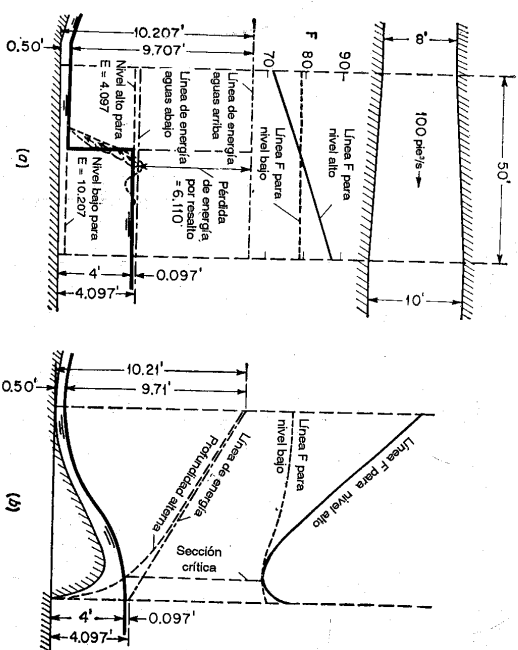 8'
100 pie³/s
50'
10'
F
90
80
70
Línea F para
nivel alto
Línea F para
nivel bajo
10.207'
9.707'
0.50'
Línea de energía
aguas arriba
Línea de energía
aguas abajo
Nivel alto para
E = 4.097
Pérdida
de energía
por resalto
= 6.110'
Nivel bajo para
E = 10.207
4'
0.097'
4.097'
(a)
Línea F para nivel alto
Línea F para
nivel bajo
10.21'
9.71'
0.50'
Línea de energía
Profundidad alterna
Sección
crítica
4'
0.097'
4.097'
(b)